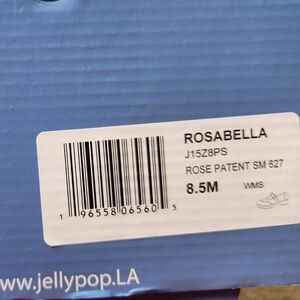 ROSABELLA
J15Z8PS
ROSE PATENT SM 627
8.5M WMS
1 96558 06560 5
www.jellypop.LA